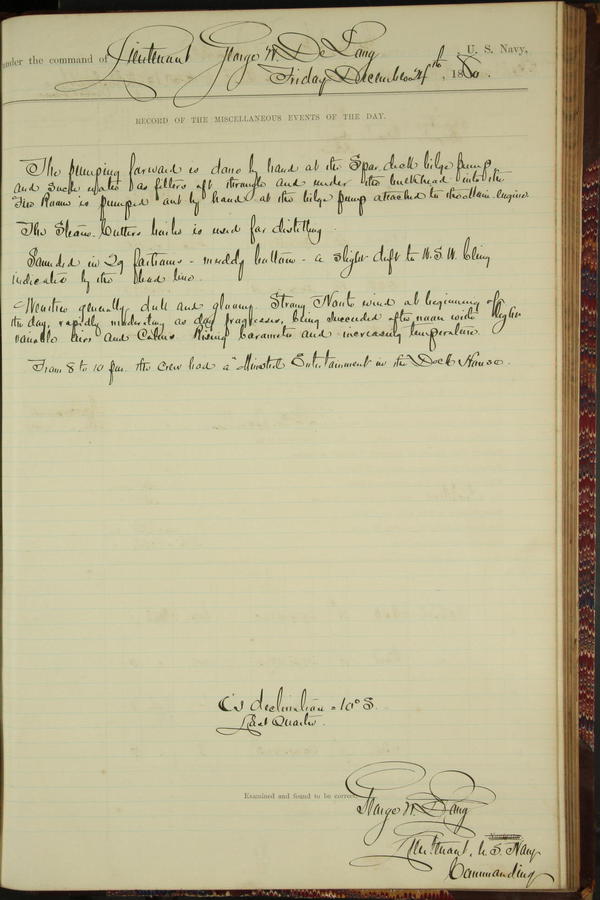 under the command of Lieutenant George W. De Long, U. S. Navy,
Friday December 24th, 1880.
RECORD OF THE MISCELLANEOUS EVENTS OF THE DAY.
The pumping forward is done by hand at the Spar deck bilge pump
and such water as filters aft through and under the bulkhead into the
Fire Room is pumped out by hand at the bilge pump attached to the Main engine.
The Steam Cutters boiler is used for distilling.
Sounded in 29 fathoms - muddy bottom - a slight drift to W.S.W. being
indicated by the lead line.
Weather generally dull and gloomy. Strong North wind at beginning of
the day, rapidly moderating as day progresses, being succeeded after noon with light
variable airs and Calms. Rising barometer and increasing temperature.
From 8 to 10 p.m. the crew had a Minstrel Entertainment in the Deck House.
☾'s declination = 10° S.
Last Quarter.
Examined and found to be correct.
George W. De Long
Lieutenant, U.S. Navy
Commanding